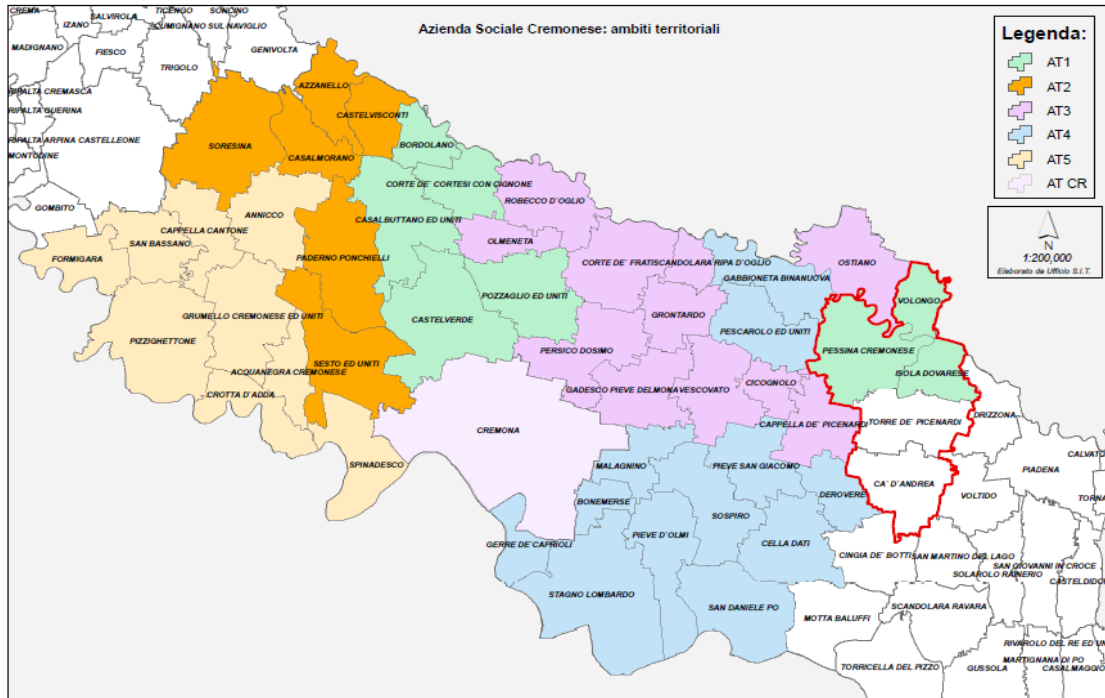 Azienda Sociale Cremonese: ambiti territoriali
Legenda:
AT1
AT2
AT3
AT4
AT5
AT CR
N
1:200,000
Elaborato da Ufficio S.I.T.
CREMA
SALVIROLA
TICENGO
SONCINO
IZANO
CUMIGNANO SUL NAVIGLIO
MADIGNANO
FIESCO
GENIVOLTA
TRIGOLO
RIPALTA CREMASCA
RIPALTA GUERINA
RIPALTA ARPINA
CASTELLEONE
MONTODINE
GOMBITO
AZZANELLO
CASTELVISCONTI
SORESINA
CASALMORANO
BORDOLANO
CORTE DE' CORTESI CON CIGNONE
ROBECCO D'OGLIO
ANNICCO
CAPPELLA CANTONE
CASALBUTTANO ED UNITI
SAN BASSANO
OLMENETA
FORMIGARA
PADERNO PONCHIELLI
CORTE DE' FRATI
SCANDOLARA RIPA D'OGLIO
OSTIANO
GABBIONETA BINANUOVA
VOLONGO
POZZAGLIO ED UNITI
GRUMELLO CREMONESE ED UNITI
CASTELVERDE
GRONTARDO
PESCAROLO ED UNITI
PIZZIGHETTONE
PERSICO DOSIMO
PESSINA CREMONESE
SESTO ED UNITI
ACQUANEGRA CREMONESE
ISOLA DOVARESE
CROTTA D'ADDA
GADESCO PIEVE DELMONA
VESCOVATO
CICOGNOLO
CAPPELLA DE' PICENARDI
TORRE DE' PICENARDI
DRIZZONA
CREMONA
SPINADESCO
MALAGNINO
PIEVE SAN GIACOMO
CALVATO
PIADENA
CA' D'ANDREA
BONEMERSE
DEROVERE
VOLTIDO
TORNA
SOSPIRO
PIEVE D'OLMI
GERRE DE' CAPRIOLI
CELLA DATI
CINGIA DE' BOTTI
SAN MARTINO DEL LAGO
SAN GIOVANNI IN CROCE
SOLAROLO RAINERIO
CASTELDIDO
STAGNO LOMBARDO
SAN DANIELE PO
SCANDOLARA RAVARA
MOTTA BALUFFI
RIVAROLO DEL RE ED UN
MARTIGNANA DI PO
TORRICELLA DEL PIZZO
GUSSOLA
CASALMAGGIO